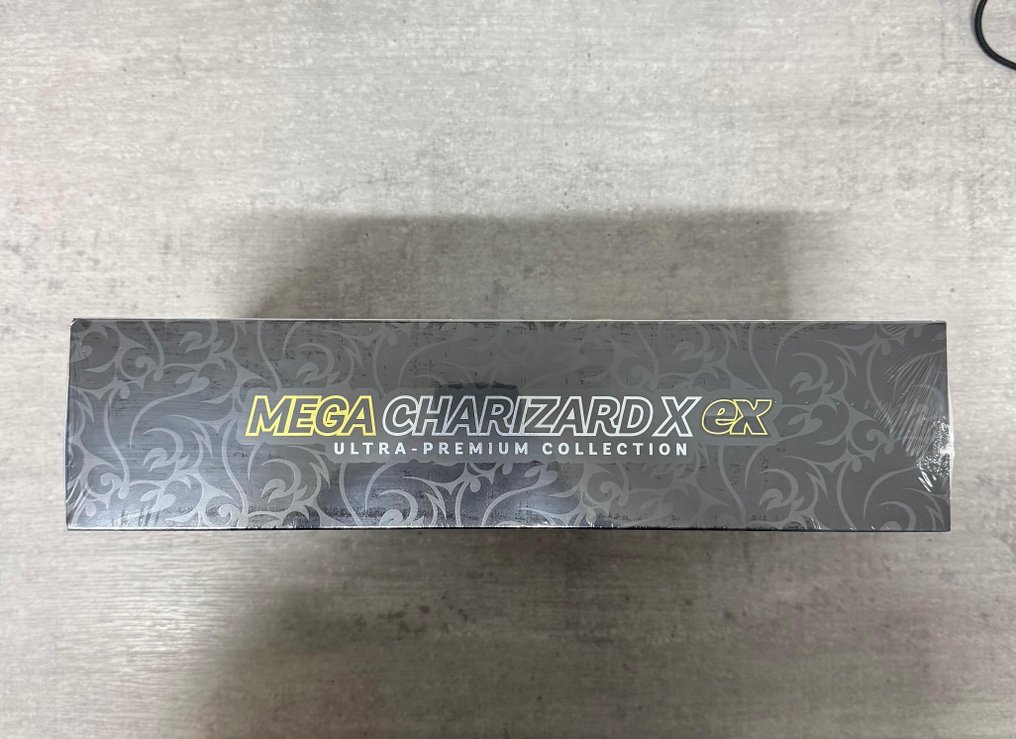 MEGA CHARIZARD X ex
ULTRA-PREMIUM COLLECTION